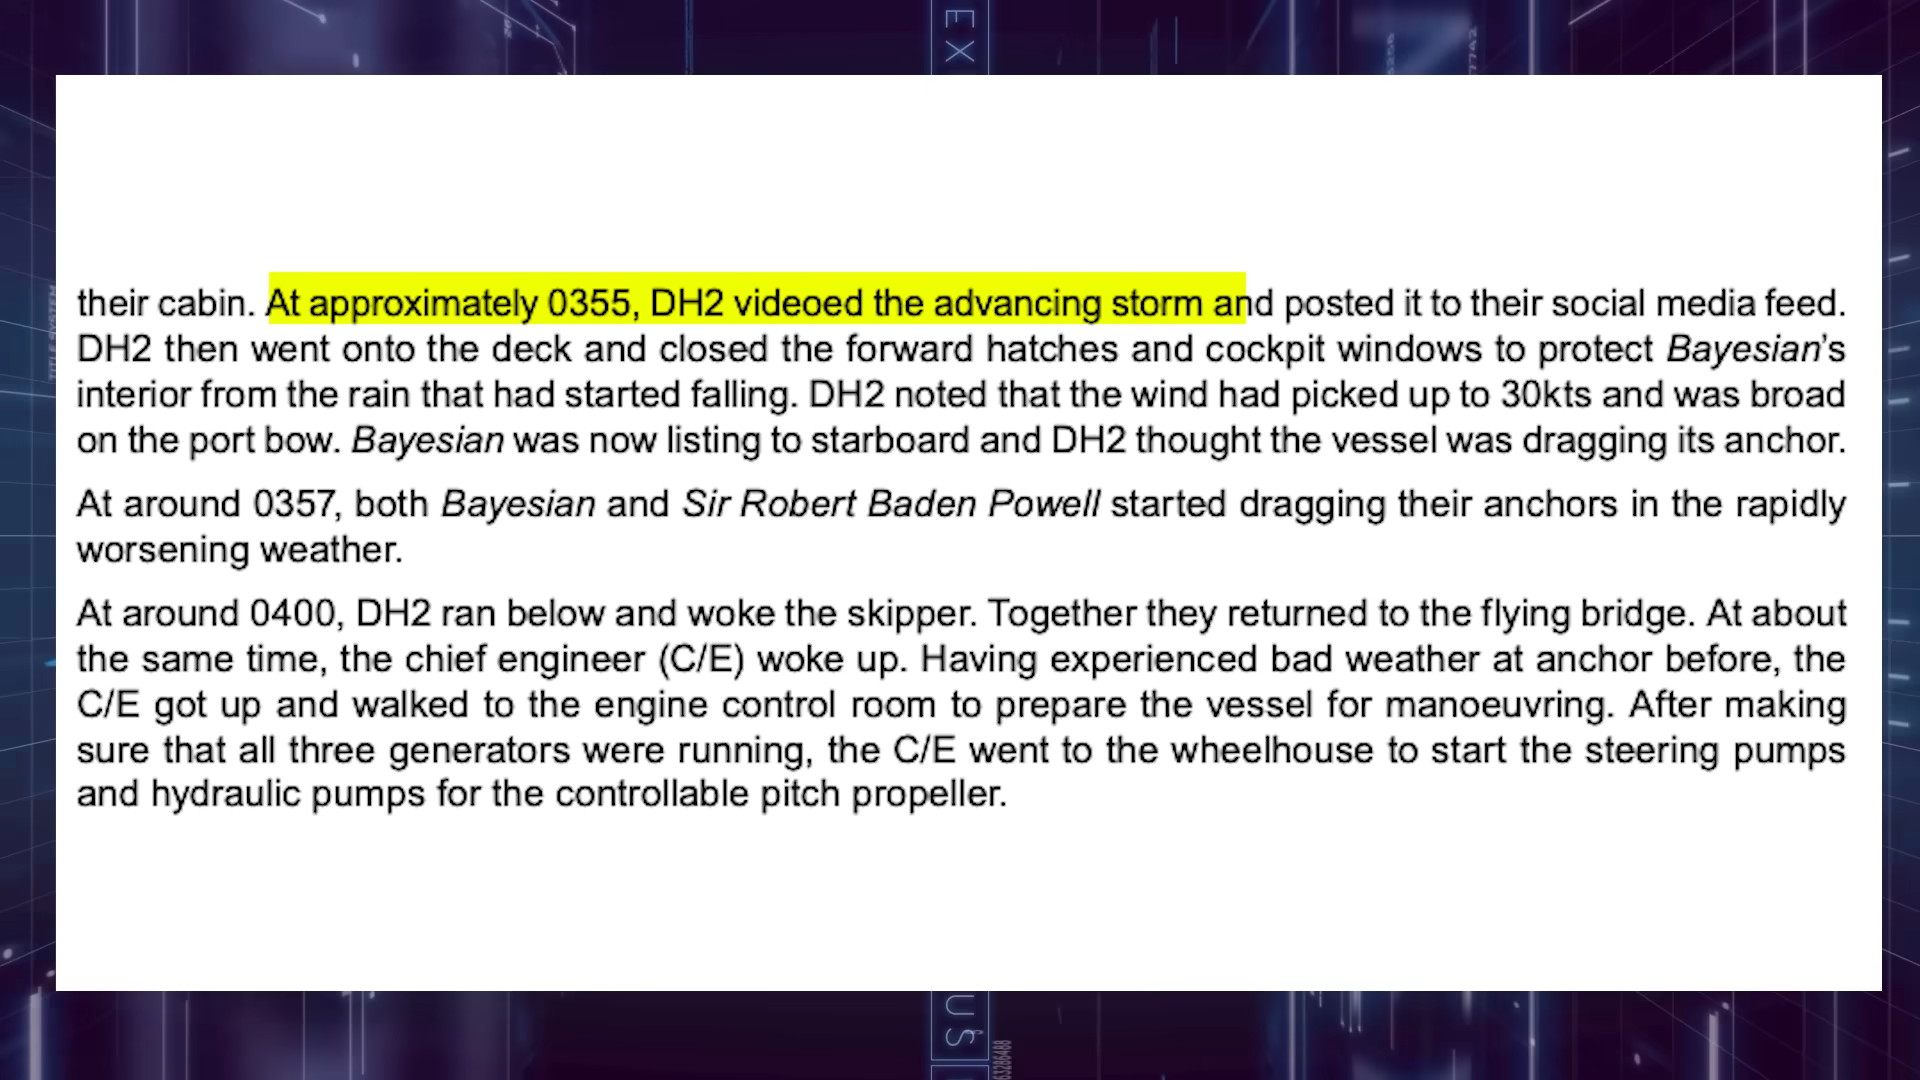 EX
their cabin. At approximately 0355, DH2 videoed the advancing storm and posted it to their social media feed.
DH2 then went onto the deck and closed the forward hatches and cockpit windows to protect Bayesian’s
interior from the rain that had started falling. DH2 noted that the wind had picked up to 30kts and was broad
on the port bow. Bayesian was now listing to starboard and DH2 thought the vessel was dragging its anchor.
At around 0357, both Bayesian and Sir Robert Baden Powell started dragging their anchors in the rapidly
worsening weather.
At around 0400, DH2 ran below and woke the skipper. Together they returned to the flying bridge. At about
the same time, the chief engineer (C/E) woke up. Having experienced bad weather at anchor before, the
C/E got up and walked to the engine control room to prepare the vessel for manoeuvring. After making
sure that all three generators were running, the C/E went to the wheelhouse to start the steering pumps
and hydraulic pumps for the controllable pitch propeller.
US